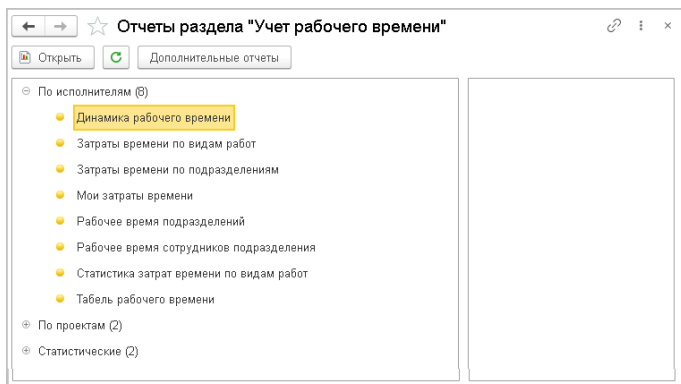 Отчеты раздела "Учет рабочего времени"
Открыть Дополнительные отчеты
По исполнителям (8)
Динамика рабочего времени
Затраты времени по видам работ
Затраты времени по подразделениям
Мои затраты времени
Рабочее время подразделений
Рабочее время сотрудников подразделения
Статистика затрат времени по видам работ
Табель рабочего времени
По проектам (2)
Статистические (2)